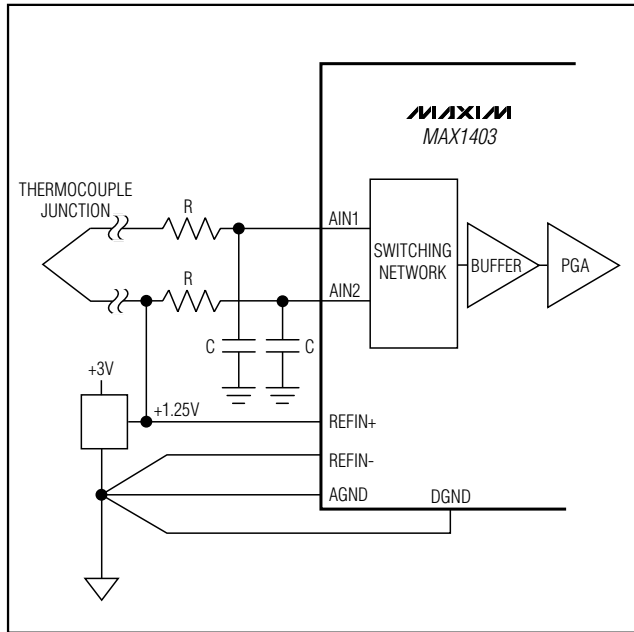 MAXIM
MAX1403
THERMOCOUPLE
JUNCTION
R
AIN1
SWITCHING
NETWORK
BUFFER
PGA
R
AIN2
C
C
+3V
+1.25V
REFIN+
REFIN-
AGND
DGND